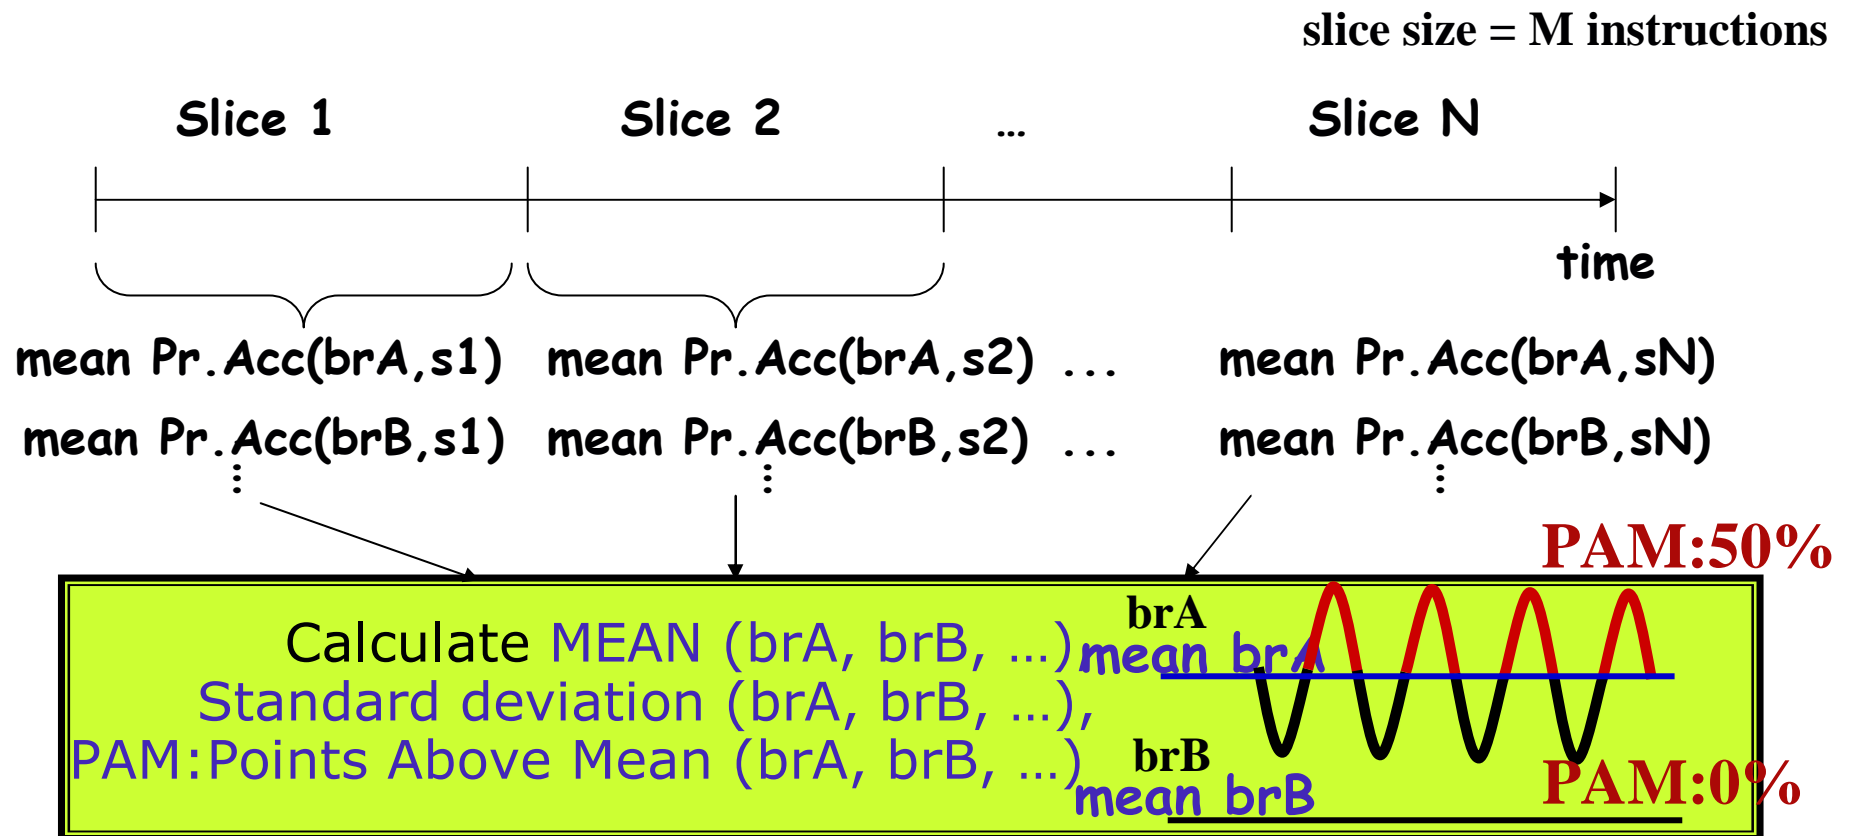 slice size = M instructions
Slice 1 Slice 2 ... Slice N
time
mean Pr.Acc(brA,s1) mean Pr.Acc(brA,s2) ... mean Pr.Acc(brA,sN)
mean Pr.Acc(brB,s1) mean Pr.Acc(brB,s2) ... mean Pr.Acc(brB,sN)
⋮ ⋮ ⋮
PAM:50%
brA
Calculate MEAN (brA, brB, …), mean brA
Standard deviation (brA, brB, …),
PAM:Points Above Mean (brA, brB, …)
brB
mean brB
PAM:0%